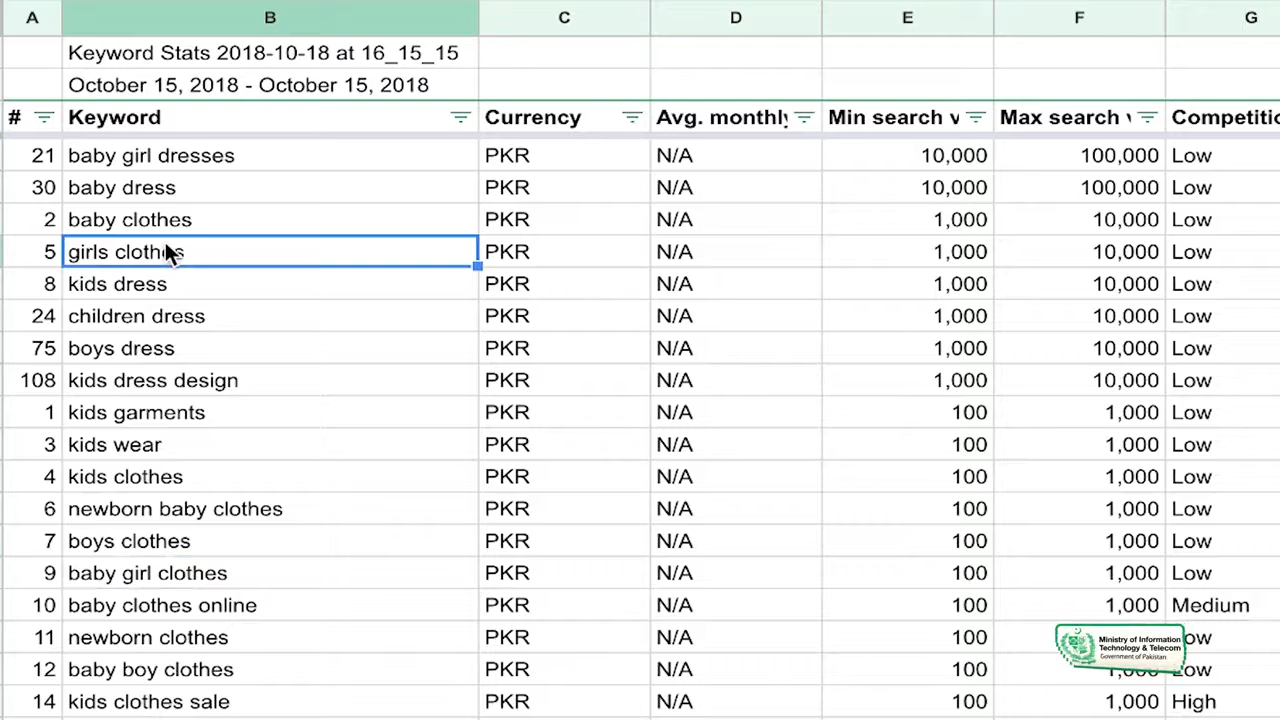 A B C D E F G
Keyword Stats 2018-10-18 at 16_15_15
October 15, 2018 - October 15, 2018
# Keyword Currency Avg. monthly Min search v Max search Competitio
21 baby girl dresses PKR N/A 10,000 100,000 Low
30 baby dress PKR N/A 10,000 100,000 Low
2 baby clothes PKR N/A 1,000 10,000 Low
5 girls clothes PKR N/A 1,000 10,000 Low
8 kids dress PKR N/A 1,000 10,000 Low
24 children dress PKR N/A 1,000 10,000 Low
75 boys dress PKR N/A 1,000 10,000 Low
108 kids dress design PKR N/A 1,000 10,000 Low
1 kids garments PKR N/A 100 1,000 Low
3 kids wear PKR N/A 100 1,000 Low
4 kids clothes PKR N/A 100 1,000 Low
6 newborn baby clothes PKR N/A 100 1,000 Low
7 boys clothes PKR N/A 100 1,000 Low
9 baby girl clothes PKR N/A 100 1,000 Low
10 baby clothes online PKR N/A 100 1,000 Medium
11 newborn clothes PKR N/A 100 ow
12 baby boy clothes PKR N/A 100 1,000 Low
14 kids clothes sale PKR N/A 100 1,000 High
Ministry of Information
Technology & Telecom
Government of Pakistan